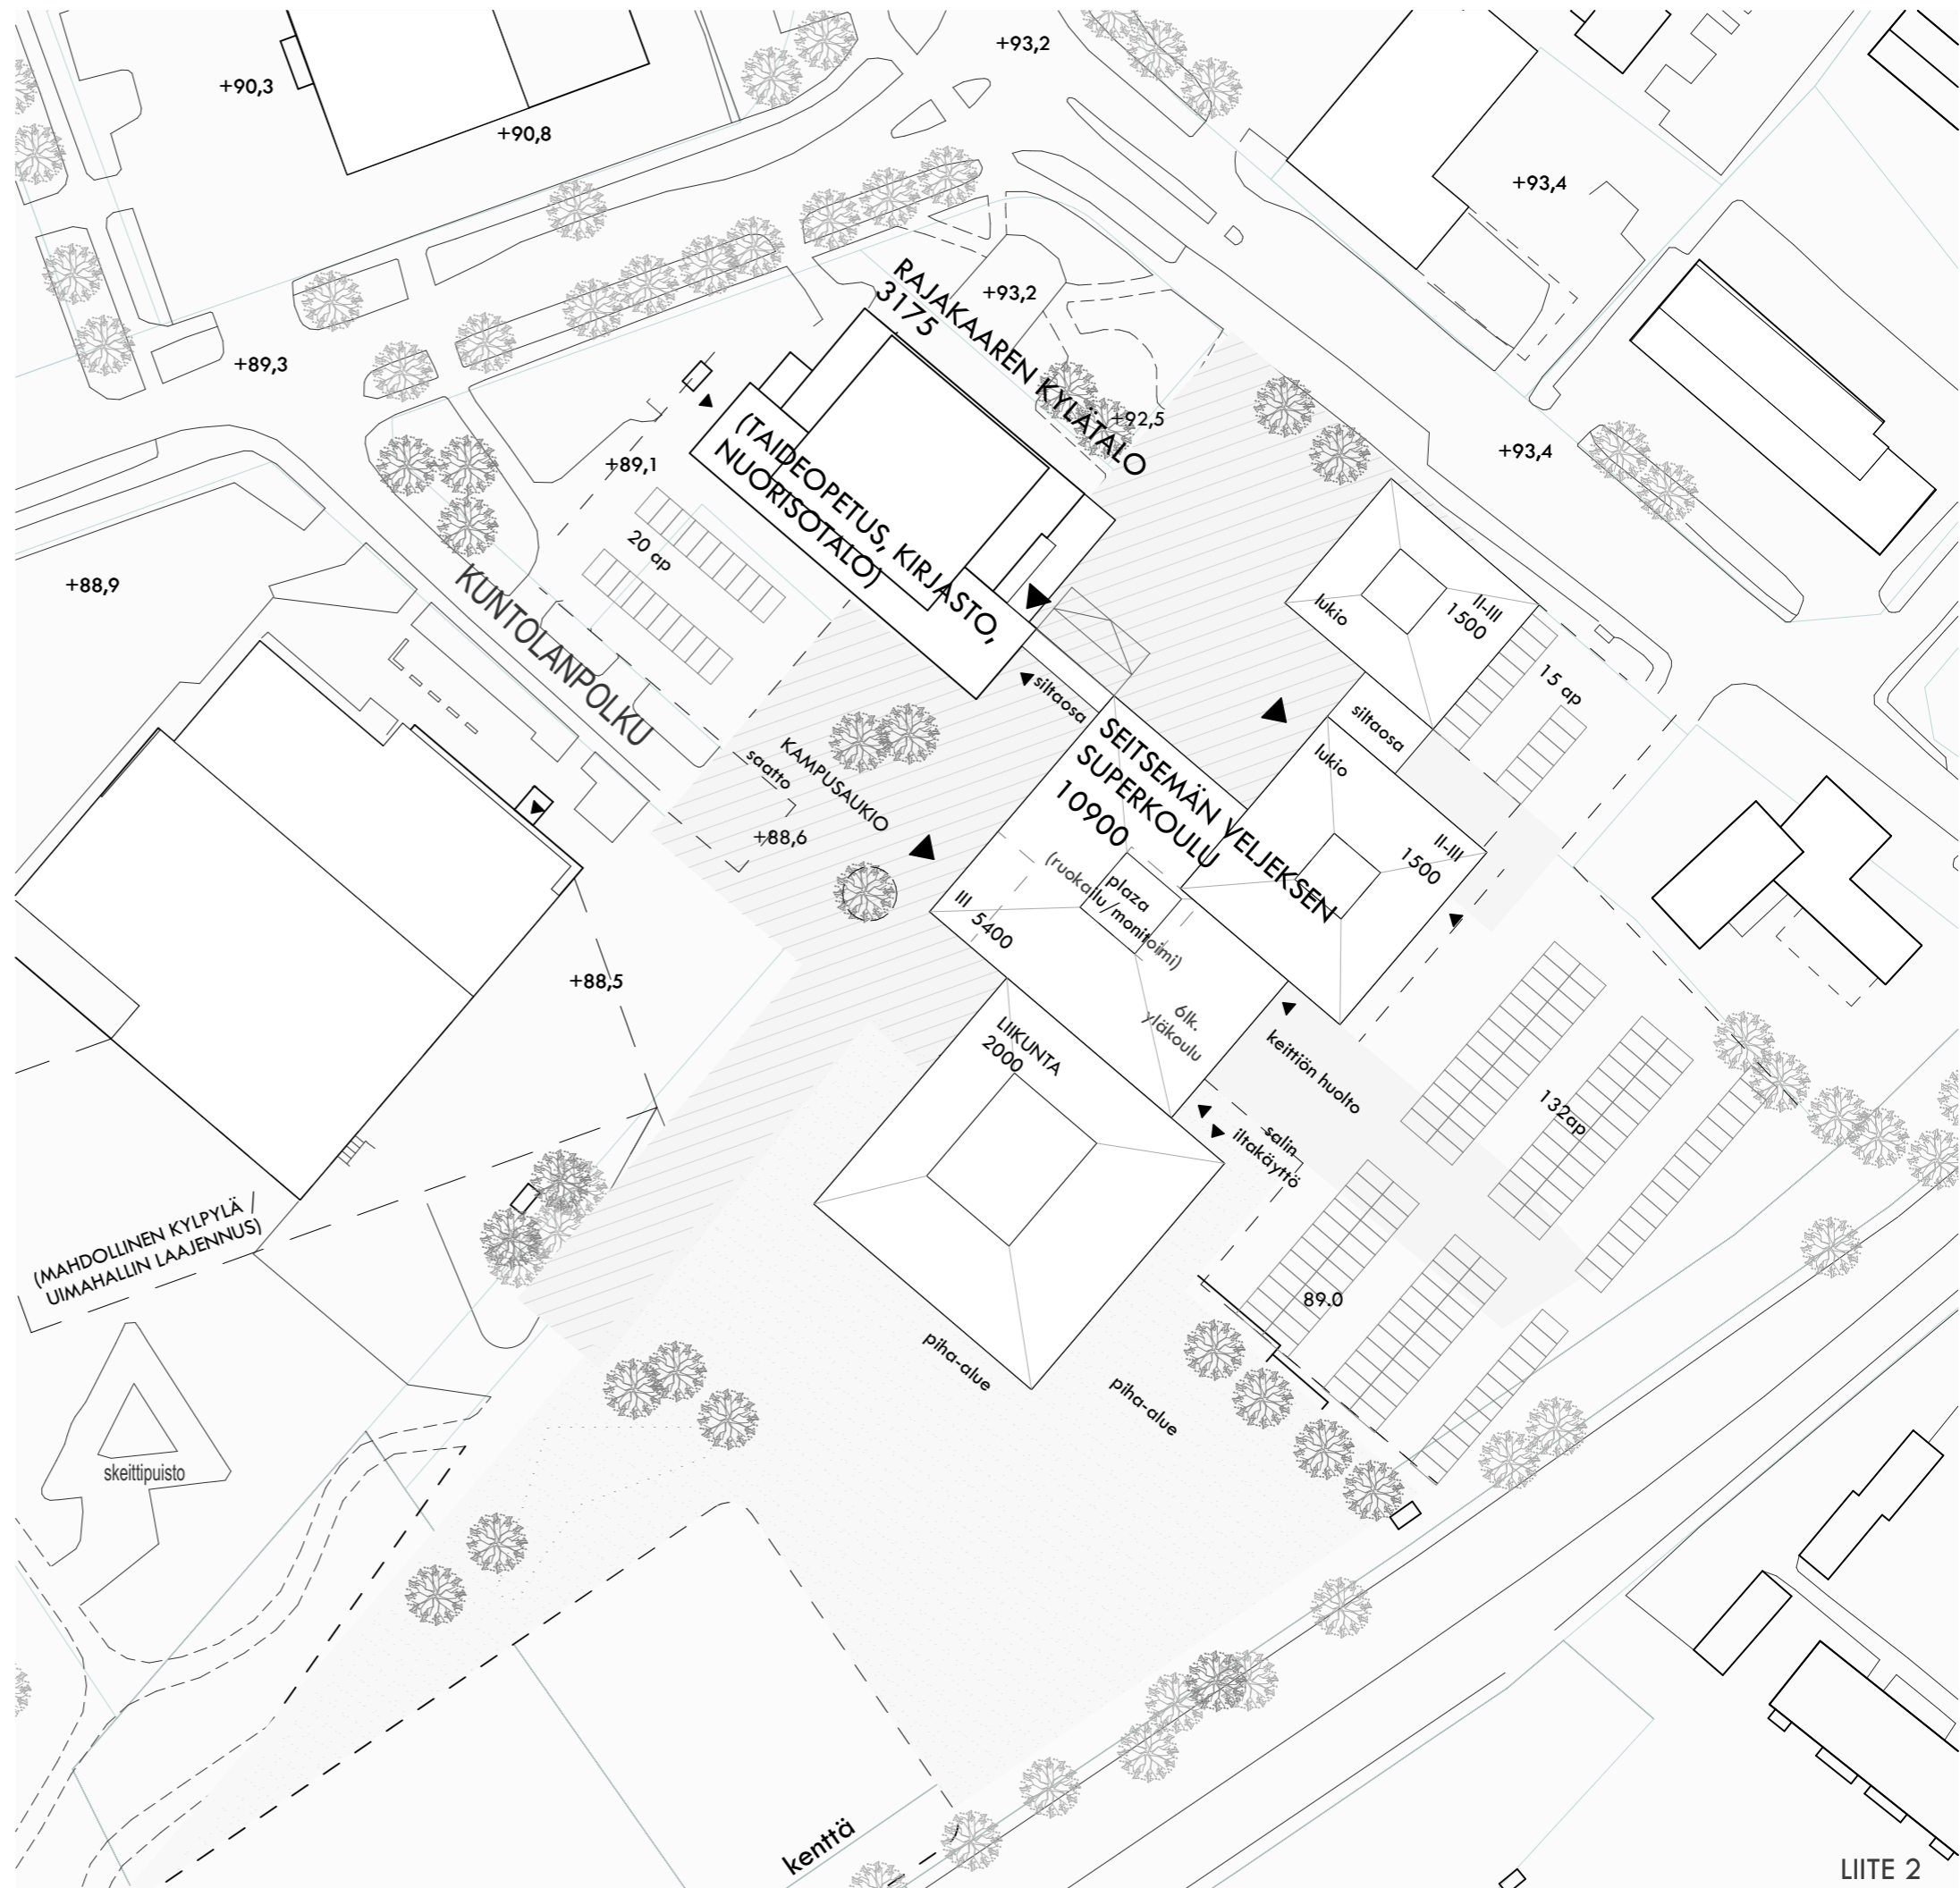 +93,2
+90,3
+90,8
+93,4
RAJAKAAREN KYLÄTALO
3175
+93,2
+89,3
+92,5
+89,1
(TAIDEOPETUS, KIRJASTO,
NUORISOTALO)
+93,4
20 ap
+88,9
KUNTOLANPOLKU
lukio
II-III
1500
15 ap
siltaosa
siltaosa
KAMPUSAUKIO
saatto
+88,6
SEITSEMÄN VELJEKSEN
SUPERKOULU
10900
lukio
II-III
1500
plaza
(ruokailu/monitoimi)
III 5400
+88,5
6lk.
yläkoulu
LIIKUNTA
2000
keittiön huolto
132ap
salin
iltakäyttö
(MAHDOLLINEN KYLPYLÄ /
UIMAHALLIN LAAJENNUS)
89.0
piha-alue
piha-alue
skeittipuisto
kenttä
LIITE 2